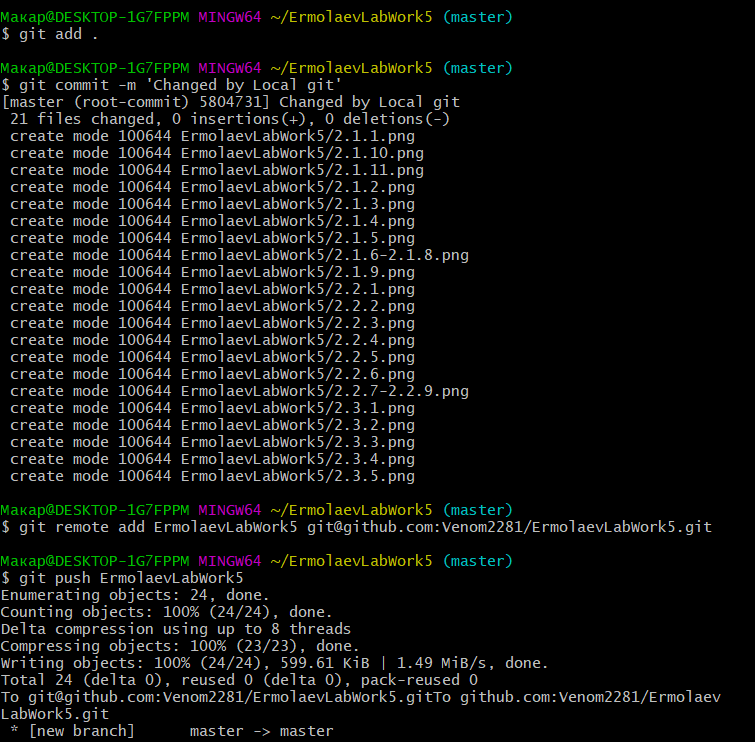 Макар@DESKTOP-1G7FPPM MINGW64 ~/ErmolaevLabWork5 (master)
$ git add .
Макар@DESKTOP-1G7FPPM MINGW64 ~/ErmolaevLabWork5 (master)
$ git commit -m 'Changed by Local git'
[master (root-commit) 5804731] Changed by Local git
 21 files changed, 0 insertions(+), 0 deletions(-)
 create mode 100644 ErmolaevLabWork5/2.1.1.png
 create mode 100644 ErmolaevLabWork5/2.1.10.png
 create mode 100644 ErmolaevLabWork5/2.1.11.png
 create mode 100644 ErmolaevLabWork5/2.1.2.png
 create mode 100644 ErmolaevLabWork5/2.1.3.png
 create mode 100644 ErmolaevLabWork5/2.1.4.png
 create mode 100644 ErmolaevLabWork5/2.1.5.png
 create mode 100644 ErmolaevLabWork5/2.1.6-2.1.8.png
 create mode 100644 ErmolaevLabWork5/2.1.9.png
 create mode 100644 ErmolaevLabWork5/2.2.1.png
 create mode 100644 ErmolaevLabWork5/2.2.2.png
 create mode 100644 ErmolaevLabWork5/2.2.3.png
 create mode 100644 ErmolaevLabWork5/2.2.4.png
 create mode 100644 ErmolaevLabWork5/2.2.5.png
 create mode 100644 ErmolaevLabWork5/2.2.6.png
 create mode 100644 ErmolaevLabWork5/2.2.7-2.2.9.png
 create mode 100644 ErmolaevLabWork5/2.3.1.png
 create mode 100644 ErmolaevLabWork5/2.3.2.png
 create mode 100644 ErmolaevLabWork5/2.3.3.png
 create mode 100644 ErmolaevLabWork5/2.3.4.png
 create mode 100644 ErmolaevLabWork5/2.3.5.png
Макар@DESKTOP-1G7FPPM MINGW64 ~/ErmolaevLabWork5 (master)
$ git remote add ErmolaevLabWork5 git@github.com:Venom2281/ErmolaevLabWork5.git
Макар@DESKTOP-1G7FPPM MINGW64 ~/ErmolaevLabWork5 (master)
$ git push ErmolaevLabWork5
Enumerating objects: 24, done.
Counting objects: 100% (24/24), done.
Delta compression using up to 8 threads
Compressing objects: 100% (23/23), done.
Writing objects: 100% (24/24), 599.61 KiB | 1.49 MiB/s, done.
Total 24 (delta 0), reused 0 (delta 0), pack-reused 0
To git@github.com:Venom2281/ErmolaevLabWork5.gitTo github.com:Venom2281/Ermolaev
LabWork5.git
 * [new branch]      master -> master